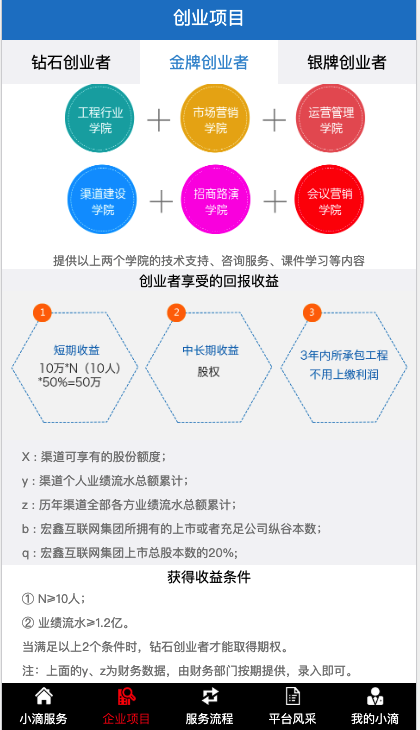 创业项目
钻石创业者 金牌创业者 银牌创业者
工程行业 市场营销 运营管理
学院 学院 学院
渠道建设 招商路演 会议营销
学院 学院 学院
提供以上两个学院的技术支持、咨询服务、课件学习等内容
创业者享受的回报收益
1 2 3
短期收益 中长期收益 3年内所承包工程
10万*N（10人） 股权 不用上缴利润
*50%=50万
X : 渠道可享有的股份额度；
y : 渠道个人业绩流水总额累计；
z : 历年渠道全部各方业绩流水总额累计；
b : 宏鑫互联网集团所拥有的上市或者充足公司纵谷本数；
q : 宏鑫互联网集团上市总股本数的20%；
获得收益条件
① N≥10人；
② 业绩流水≥1.2亿。
当满足以上2个条件时，钻石创业者才能取得期权。
注：上面的y、z为财务数据，由财务部门按期提供，录入即可。
小滴服务 企业项目 服务流程 平台风采 我的小滴